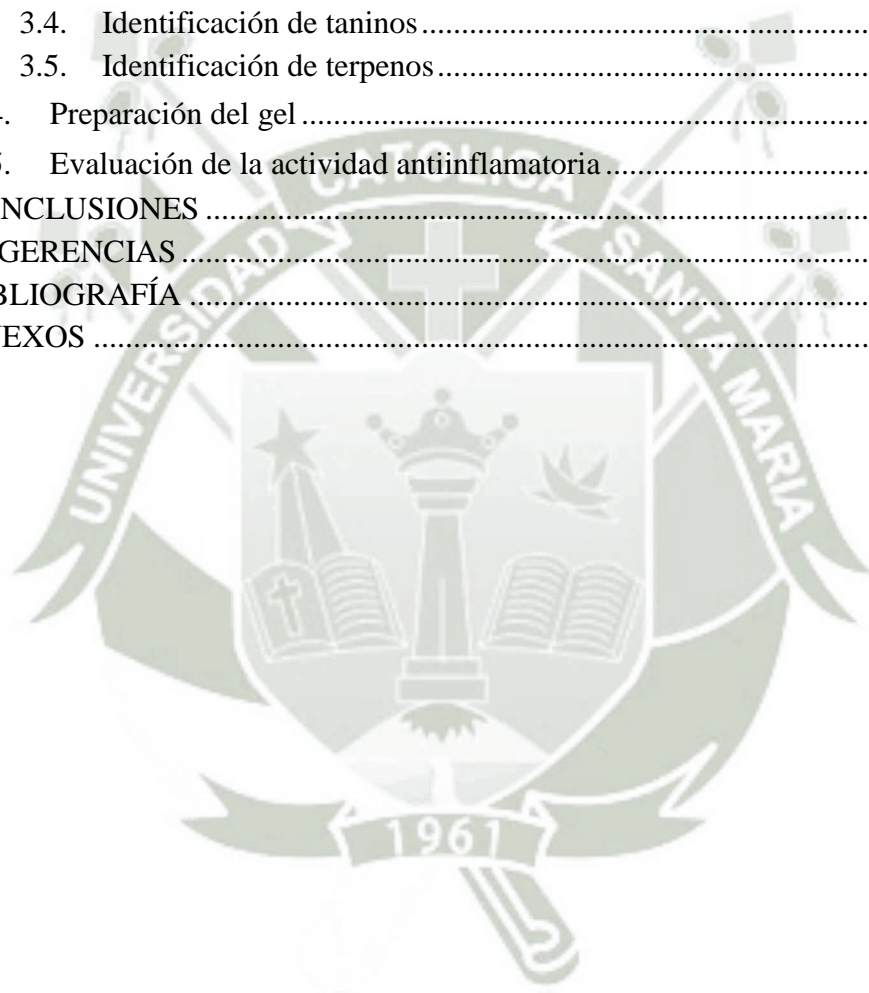 3.4. Identificación de taninos ........................................................
3.5. Identificación de terpenos ......................................................
. Preparación del gel .......................................................................
. Evaluación de la actividad antiinflamatoria .................................
NCLUSIONES ...................................................................................
GERENCIAS ......................................................................................
BLIOGRAFÍA .....................................................................................
EXOS .................................................................................................
UNIVERSIDAD CATOLICA SANTA MARIA
1961